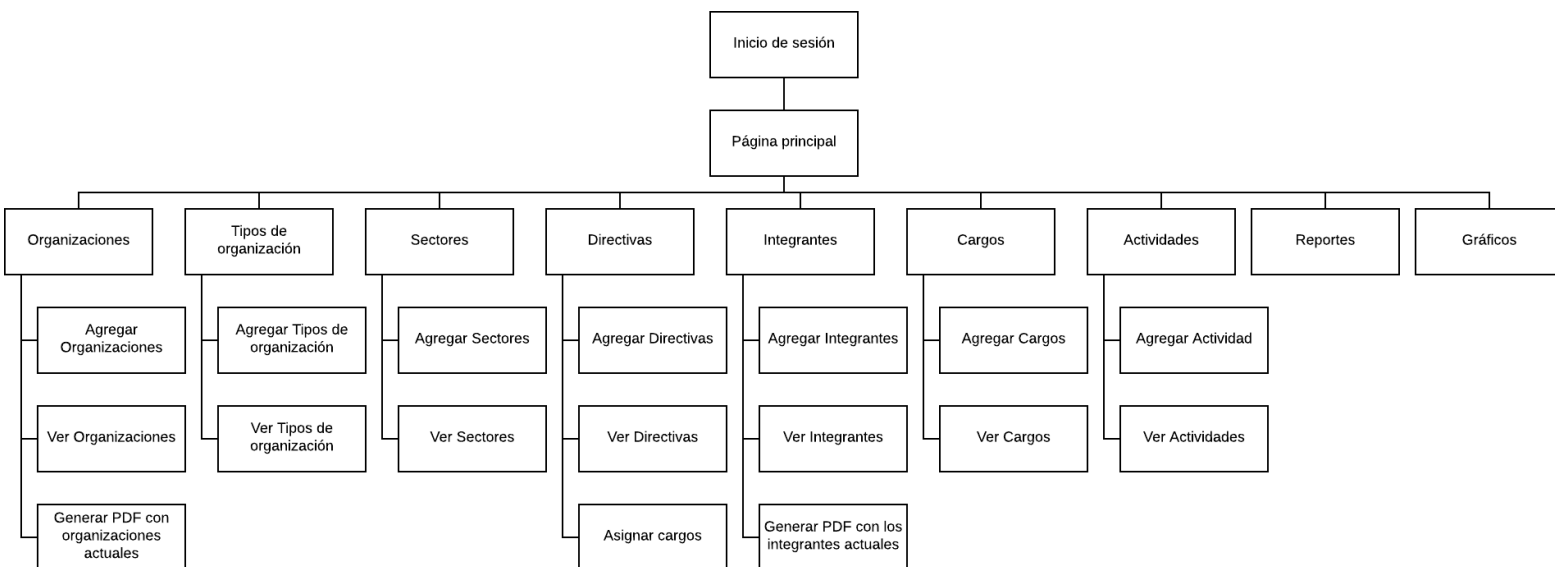 Inicio de sesión
Página principal
Organizaciones
Tipos de
organización
Sectores
Directivas
Integrantes
Cargos
Actividades
Reportes
Gráficos
Agregar
Organizaciones
Agregar Tipos de
organización
Agregar Sectores
Agregar Directivas
Agregar Integrantes
Agregar Cargos
Agregar Actividad
Ver Organizaciones
Ver Tipos de
organización
Ver Sectores
Ver Directivas
Ver Integrantes
Ver Cargos
Ver Actividades
Generar PDF con
organizaciones
actuales
Asignar cargos
Generar PDF con los
integrantes actuales